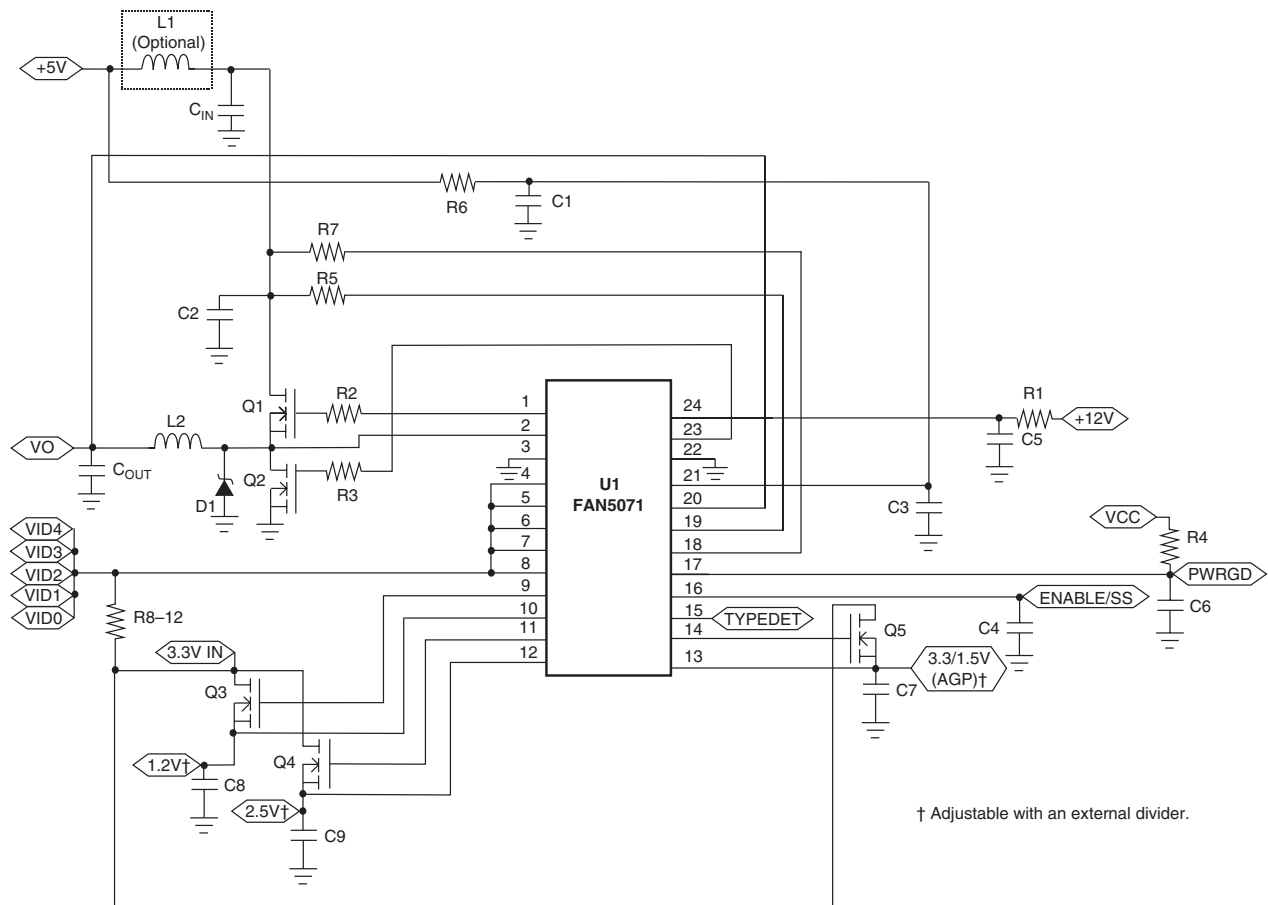 L1
(Optional)
+5V
CIN
R6
C1
R7
R5
C2
Q1
R2
L2
VO
COUT
D1
Q2
R3
1
2
3
4
5
6
7
8
9
10
11
12
U1
FAN5071
24
23
22
21
20
19
18
17
16
15
14
13
R1
+12V
C5
C3
VCC
R4
PWRGD
C6
ENABLE/SS
C4
TYPEDET
Q5
3.3/1.5V
(AGP)†
C7
VID4
VID3
VID2
VID1
VID0
R8–12
3.3V IN
Q3
1.2V†
C8
Q4
2.5V†
C9
† Adjustable with an external divider.